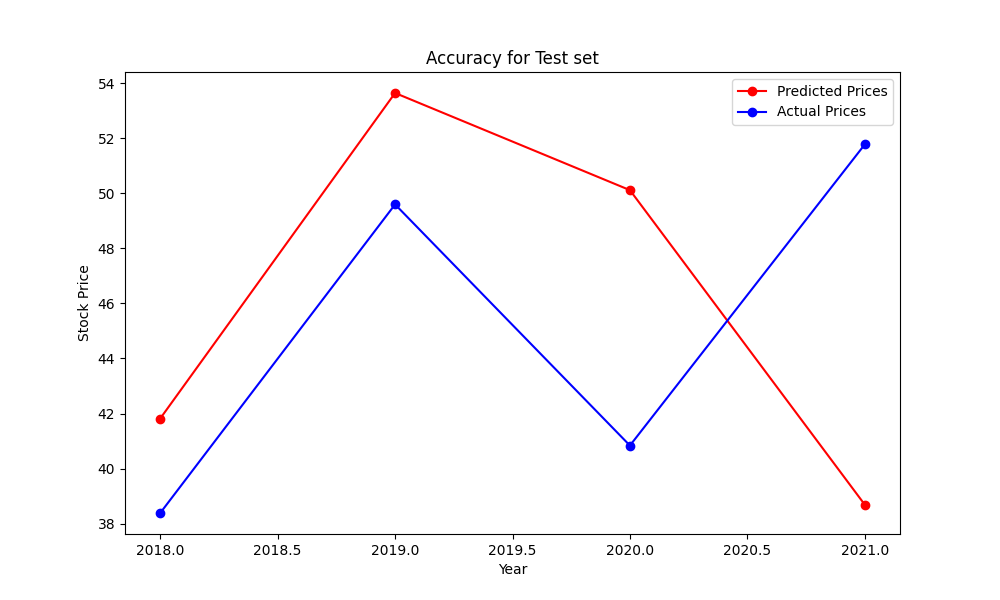 Accuracy for Test set
Predicted Prices
Actual Prices
54
52
50
48
46
44
42
40
38
Stock Price
2018.0 2018.5 2019.0 2019.5 2020.0 2020.5 2021.0
Year